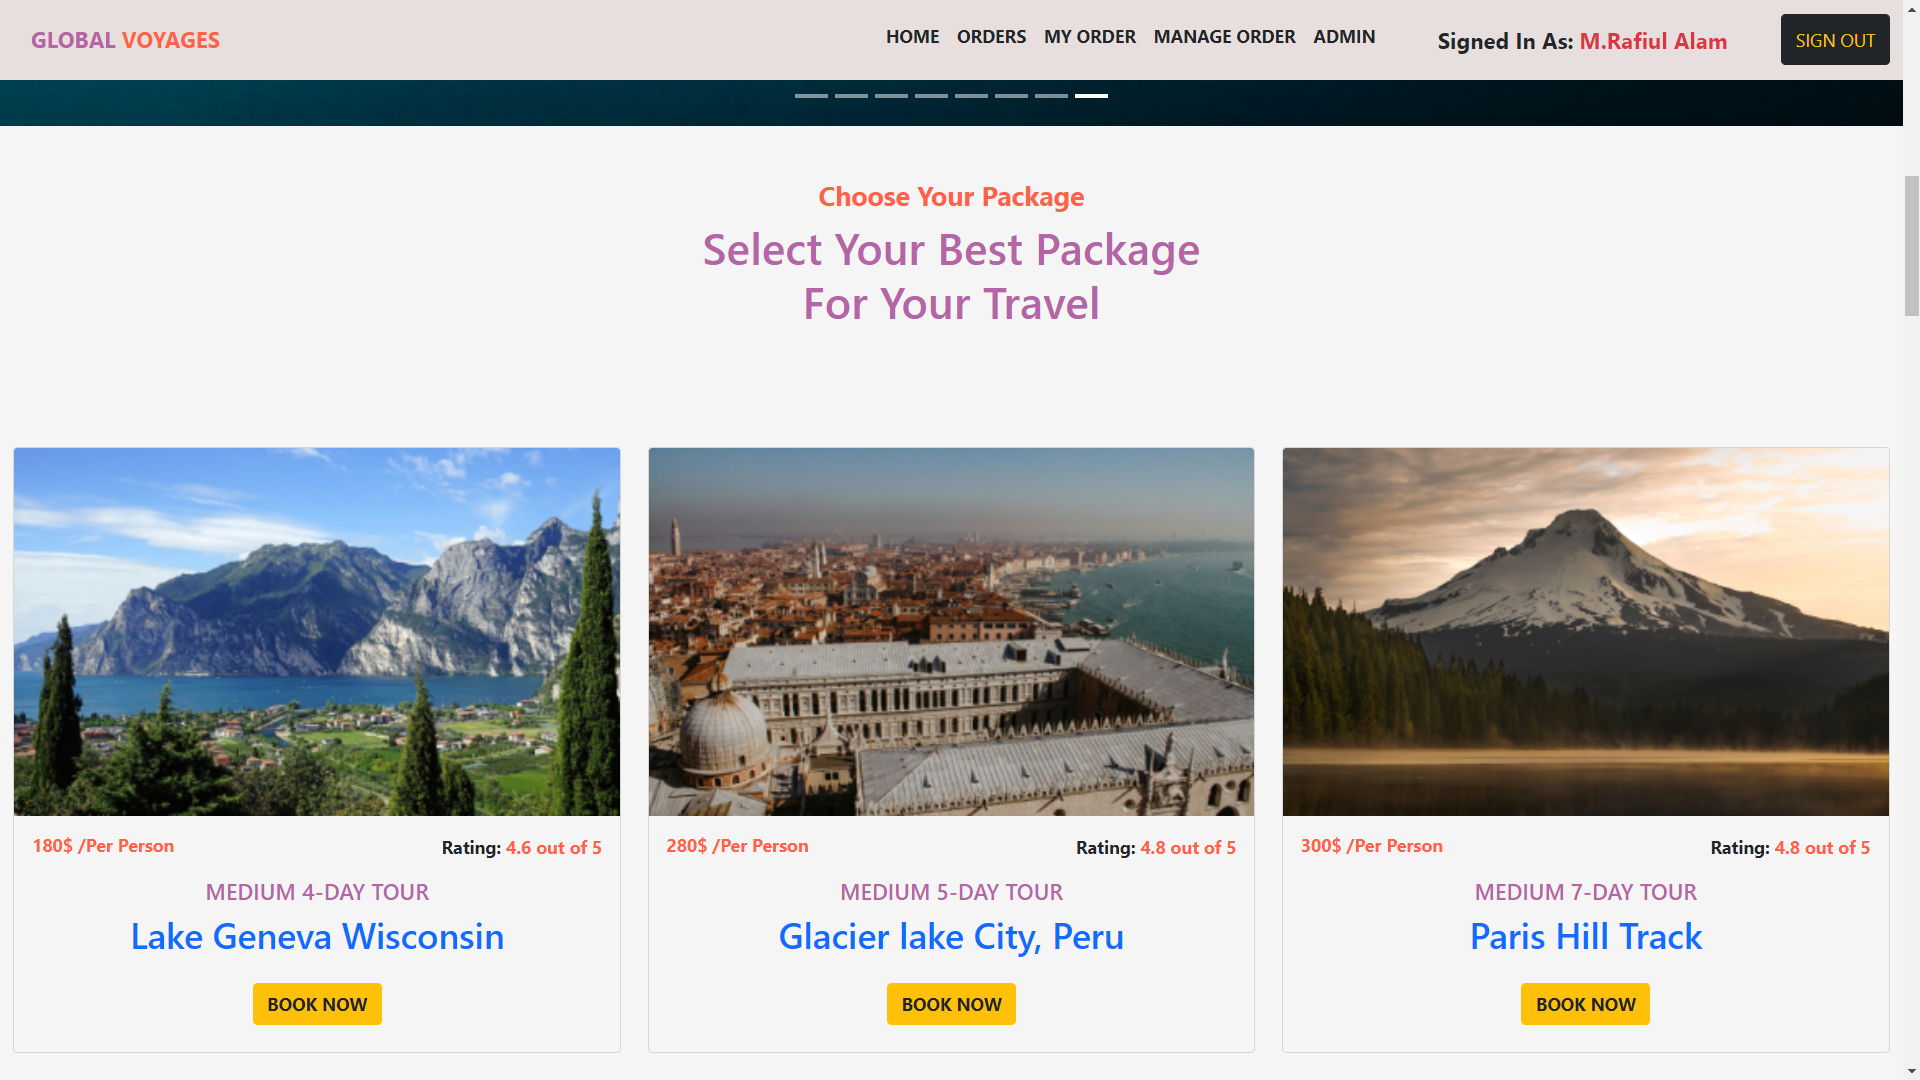 GLOBAL VOYAGES
HOME ORDERS MY ORDER MANAGE ORDER ADMIN
Signed In As: M.Rafiul Alam
SIGN OUT
Choose Your Package
Select Your Best Package
For Your Travel
180$ /Per Person
Rating: 4.6 out of 5
MEDIUM 4-DAY TOUR
Lake Geneva Wisconsin
BOOK NOW
280$ /Per Person
Rating: 4.8 out of 5
MEDIUM 5-DAY TOUR
Glacier lake City, Peru
BOOK NOW
300$ /Per Person
Rating: 4.8 out of 5
MEDIUM 7-DAY TOUR
Paris Hill Track
BOOK NOW